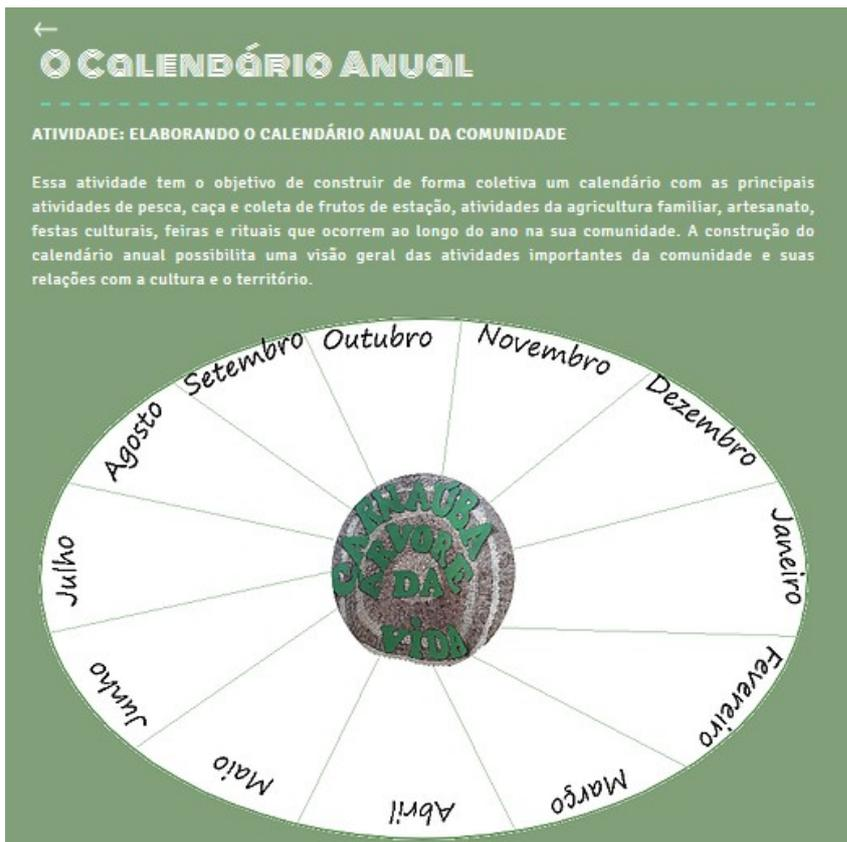 ←
O Calendário Anual
ATIVIDADE: ELABORANDO O CALENDÁRIO ANUAL DA COMUNIDADE
Essa atividade tem o objetivo de construir de forma coletiva um calendário com as principais
atividades de pesca, caça e coleta de frutos de estação, atividades da agricultura familiar, artesanato,
festas culturais, feiras e rituais que ocorrem ao longo do ano na sua comunidade. A construção do
calendário anual possibilita uma visão geral das atividades importantes da comunidade e suas
relações com a cultura e o território.
Janeiro
Fevereiro
Março
Abril
Maio
Junho
Julho
Agosto
Setembro
Outubro
Novembro
Dezembro
CARNAÚBA
ÁRVORE
DA
ViDA